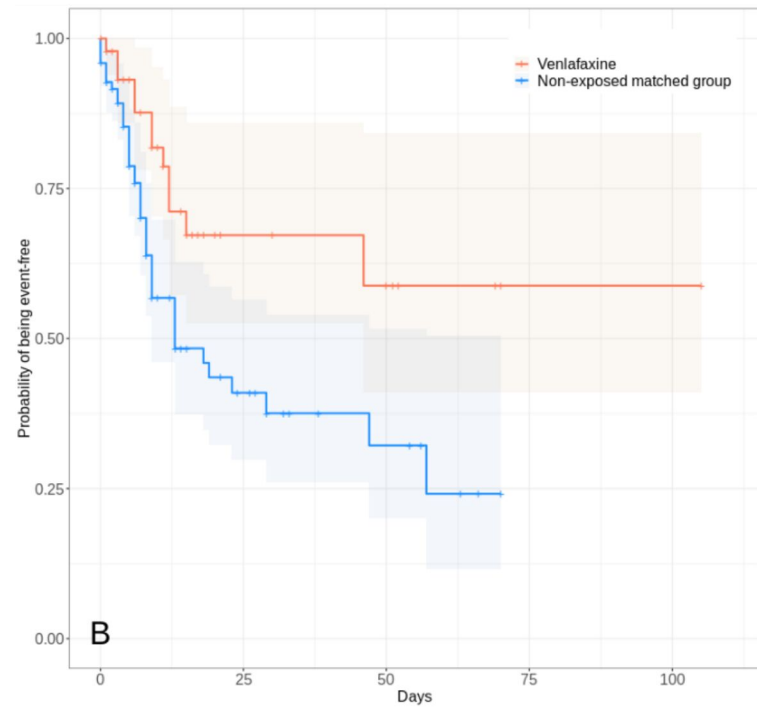 1.00
0.75
0.50
0.25
0.00
Probability of being event-free
Venlafaxine
Non-exposed matched group
B
0 25 50 75 100
Days